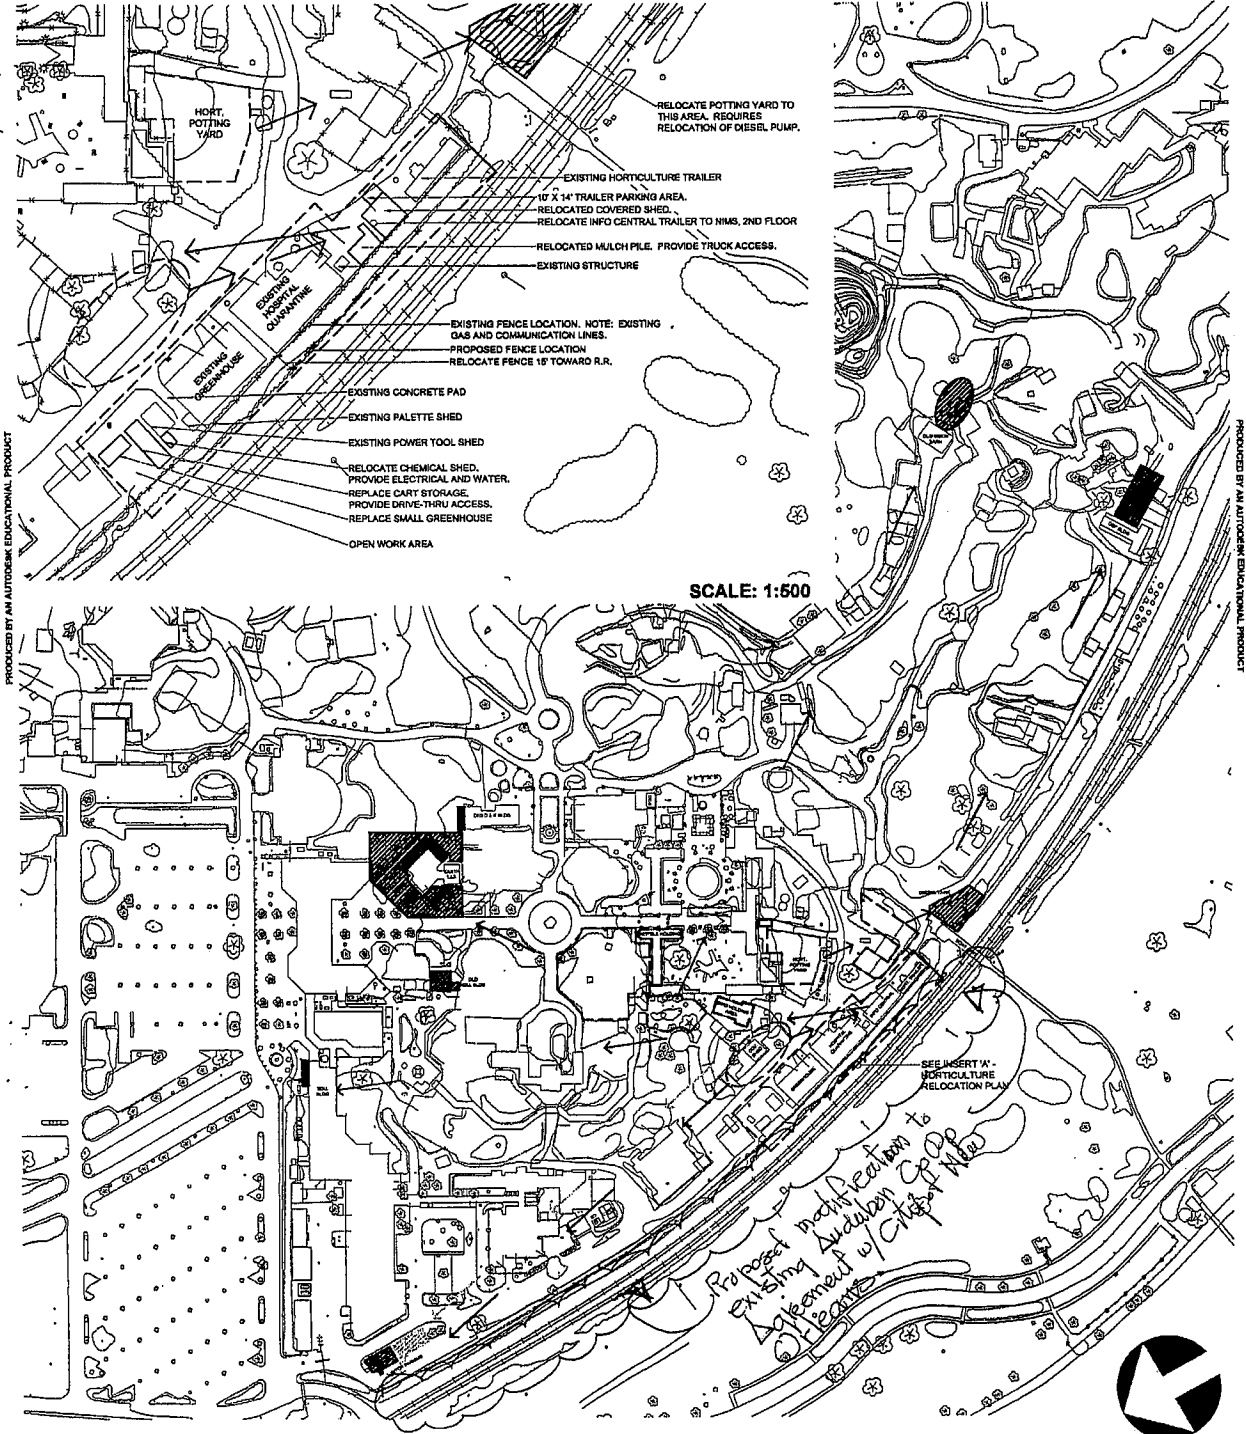 HORT.
POTTING
YARD
RELOCATE POTTING YARD TO
THIS AREA. REQUIRES
RELOCATION OF DIESEL PUMP.
EXISTING HORTICULTURE TRAILER
10' X 14' TRAILER PARKING AREA.
RELOCATED COVERED SHED.
RELOCATE INFO CENTRAL TRAILER TO NIMS, 2ND FLOOR
RELOCATED MULCH PILE. PROVIDE TRUCK ACCESS.
EXISTING STRUCTURE
EXISTING
HOSPITAL
QUARANTINE
EXISTING FENCE LOCATION. NOTE: EXISTING
GAS AND COMMUNICATION LINES.
PROPOSED FENCE LOCATION
RELOCATE FENCE 15' TOWARD R.R.
EXISTING
GREENHOUSE
EXISTING CONCRETE PAD
EXISTING PALETTE SHED
EXISTING POWER TOOL SHED
RELOCATE CHEMICAL SHED.
PROVIDE ELECTRICAL AND WATER.
REPLACE CART STORAGE.
PROVIDE DRIVE-THRU ACCESS.
REPLACE SMALL GREENHOUSE
OPEN WORK AREA
SCALE: 1:500
PRODUCED BY AN AUTODESK EDUCATIONAL PRODUCT
PRODUCED BY AN AUTODESK EDUCATIONAL PRODUCT
HORT.
POTTING
YARD
SEE INSERT 'A' -
HORTICULTURE
RELOCATION PLAN
Proposed modifications to
existing Audubon
Agreement w/ City of New
Orleans